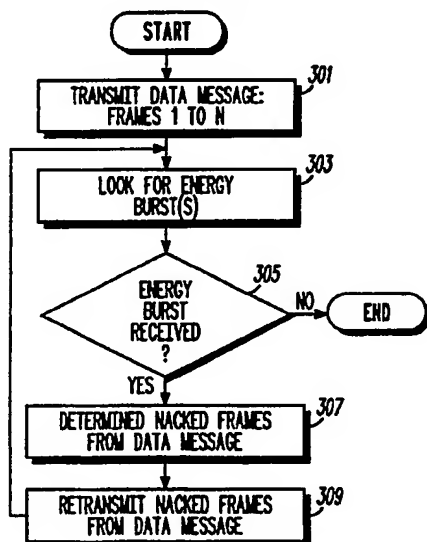 START
301
TRANSMIT DATA MESSAGE:
FRAMES 1 TO N
303
LOOK FOR ENERGY
BURST(S)
305
ENERGY
BURST
RECEIVED
?
NO
END
YES
307
DETERMINED NACKED FRAMES
FROM DATA MESSAGE
RETRANSMIT NACKED FRAMES
FROM DATA MESSAGE
309